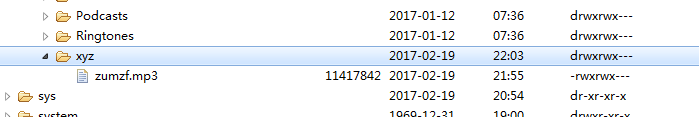 Podcasts 2017-01-12 07:36 drwxrwx---
Ringtones 2017-01-12 07:36 drwxrwx---
xyz 2017-02-19 22:03 drwxrwx---
zumzf.mp3 11417842 2017-02-19 21:55 -rwxrwx---
sys 2017-02-19 20:54 dr-xr-xr-x
system 1969-12-31 19:00 drwxr-xr-x